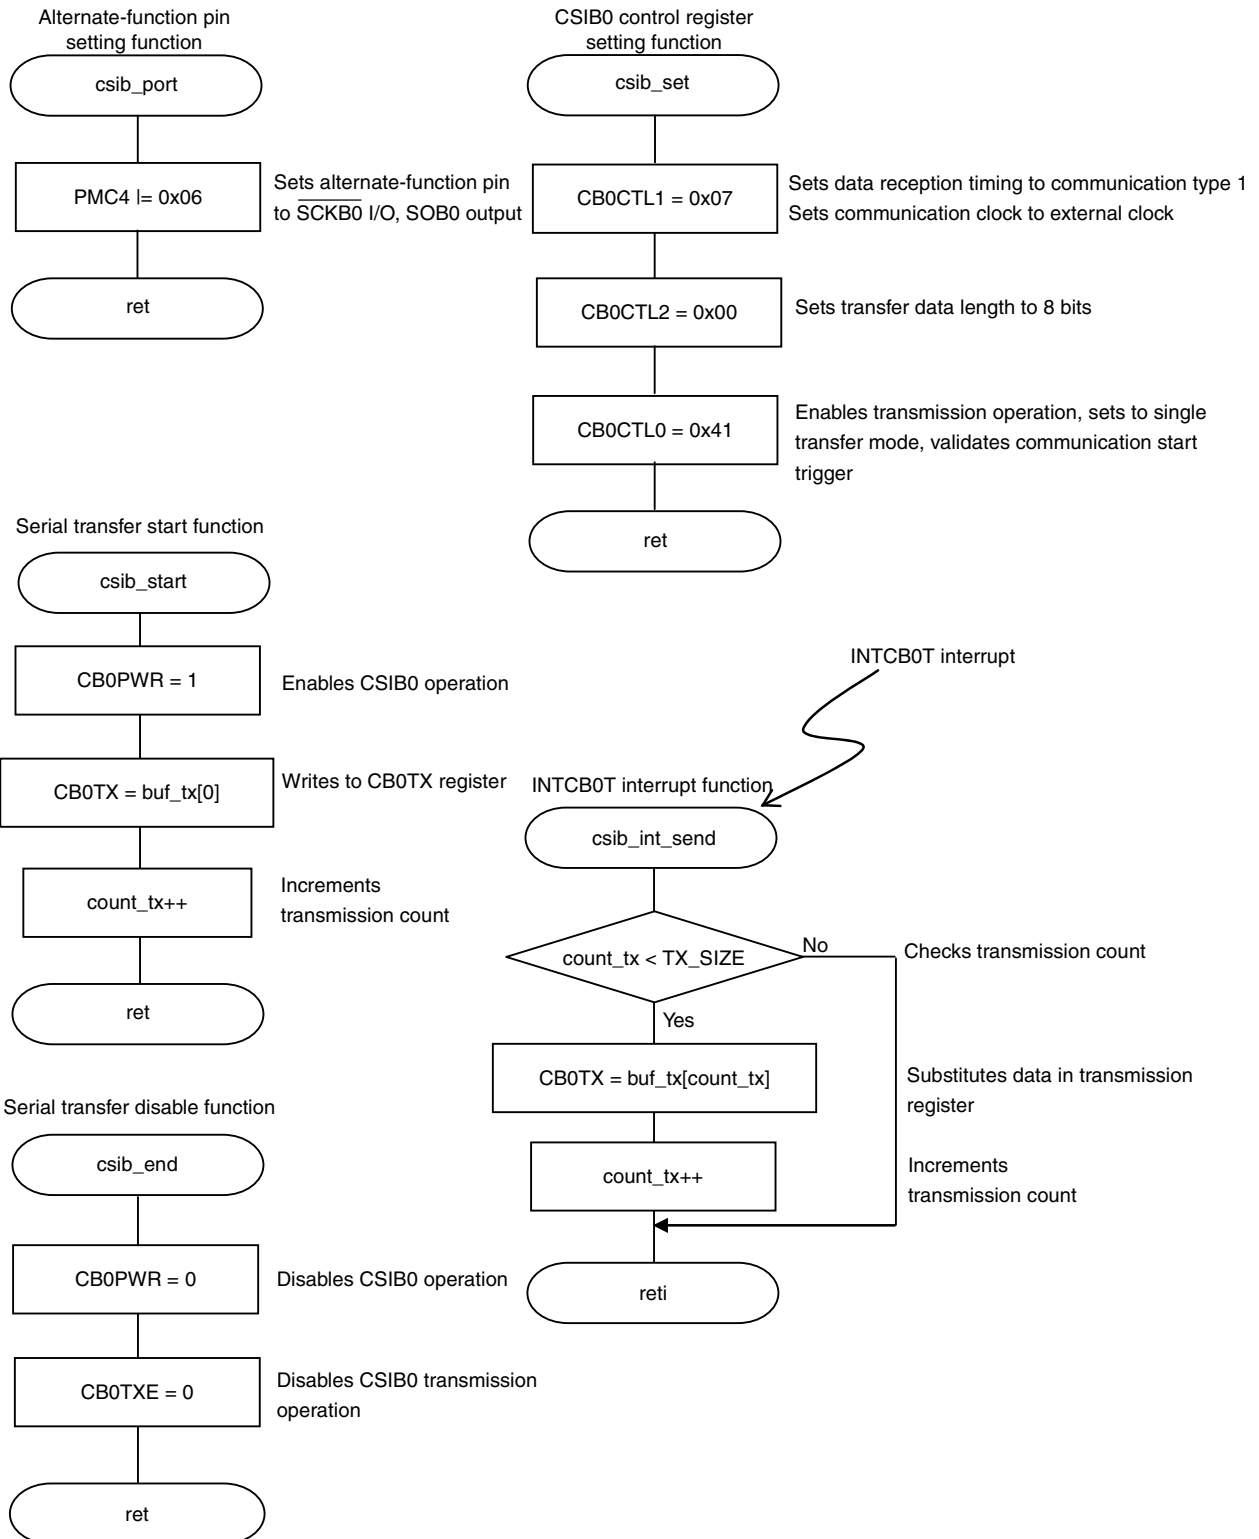 Alternate-function pin
setting function
csib_port
PMC4 |= 0x06
Sets alternate-function pin
to SCKB0 I/O, SOB0 output
ret
CSIB0 control register
setting function
csib_set
CB0CTL1 = 0x07
Sets data reception timing to communication type 1
Sets communication clock to external clock
CB0CTL2 = 0x00
Sets transfer data length to 8 bits
CB0CTL0 = 0x41
Enables transmission operation, sets to single
transfer mode, validates communication start
trigger
ret
Serial transfer start function
csib_start
CB0PWR = 1
Enables CSIB0 operation
CB0TX = buf_tx[0]
Writes to CB0TX register
count_tx++
Increments
transmission count
ret
INTCB0T interrupt
INTCB0T interrupt function
csib_int_send
count_tx < TX_SIZE
No
Checks transmission count
Yes
CB0TX = buf_tx[count_tx]
Substitutes data in transmission
register
count_tx++
Increments
transmission count
reti
Serial transfer disable function
csib_end
CB0PWR = 0
Disables CSIB0 operation
CB0TXE = 0
Disables CSIB0 transmission
operation
ret